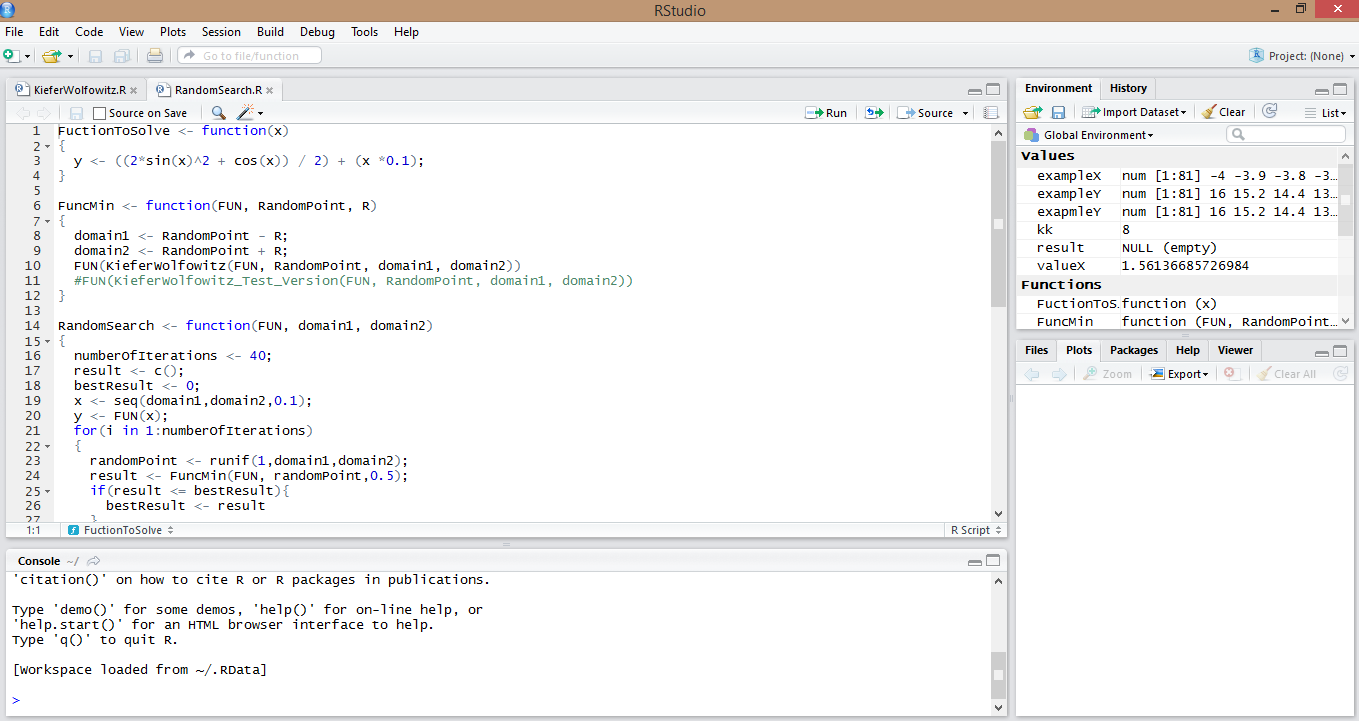 RStudio
File Edit Code View Plots Session Build Debug Tools Help
Go to file/function
Project: (None)
KieferWolfowitz.R RandomSearch.R
Source on Save Run Source
1 FuctionToSolve <- function(x)
2 {
3 y <- ((2*sin(x)^2 + cos(x)) / 2) + (x *0.1);
4 }
5
6 FuncMin <- function(FUN, RandomPoint, R)
7 {
8 domain1 <- RandomPoint - R;
9 domain2 <- RandomPoint + R;
10 FUN(KieferWolfowitz(FUN, RandomPoint, domain1, domain2))
11 #FUN(KieferWolfowitz_Test_Version(FUN, RandomPoint, domain1, domain2))
12 }
13
14 RandomSearch <- function(FUN, domain1, domain2)
15 {
16 numberOfIterations <- 40;
17 result <- c();
18 bestResult <- 0;
19 x <- seq(domain1,domain2,0.1);
20 y <- FUN(x);
21 for(i in 1:numberOfIterations)
22 {
23 randomPoint <- runif(1,domain1,domain2);
24 result <- FuncMin(FUN, randomPoint,0.5);
25 if(result <= bestResult){
26 bestResult <- result
27 }
1:1 FuctionToSolve R Script
Console ~/
'citation()' on how to cite R or R packages in publications.
Type 'demo()' for some demos, 'help()' for on-line help, or
'help.start()' for an HTML browser interface to help.
Type 'q()' to quit R.
[Workspace loaded from ~/.RData]
>
Environment History
Import Dataset Clear List
Global Environment
Values
exampleX num [1:81] -4 -3.9 -3.8 -3...
exampleY num [1:81] 16 15.2 14.4 13...
exapmleY num [1:81] 16 15.2 14.4 13...
kk 8
result NULL (empty)
valueX 1.56136685726984
Functions
FuctionToS… function (x)
FuncMin function (FUN, RandomPoint...
Files Plots Packages Help Viewer
Zoom Export Clear All